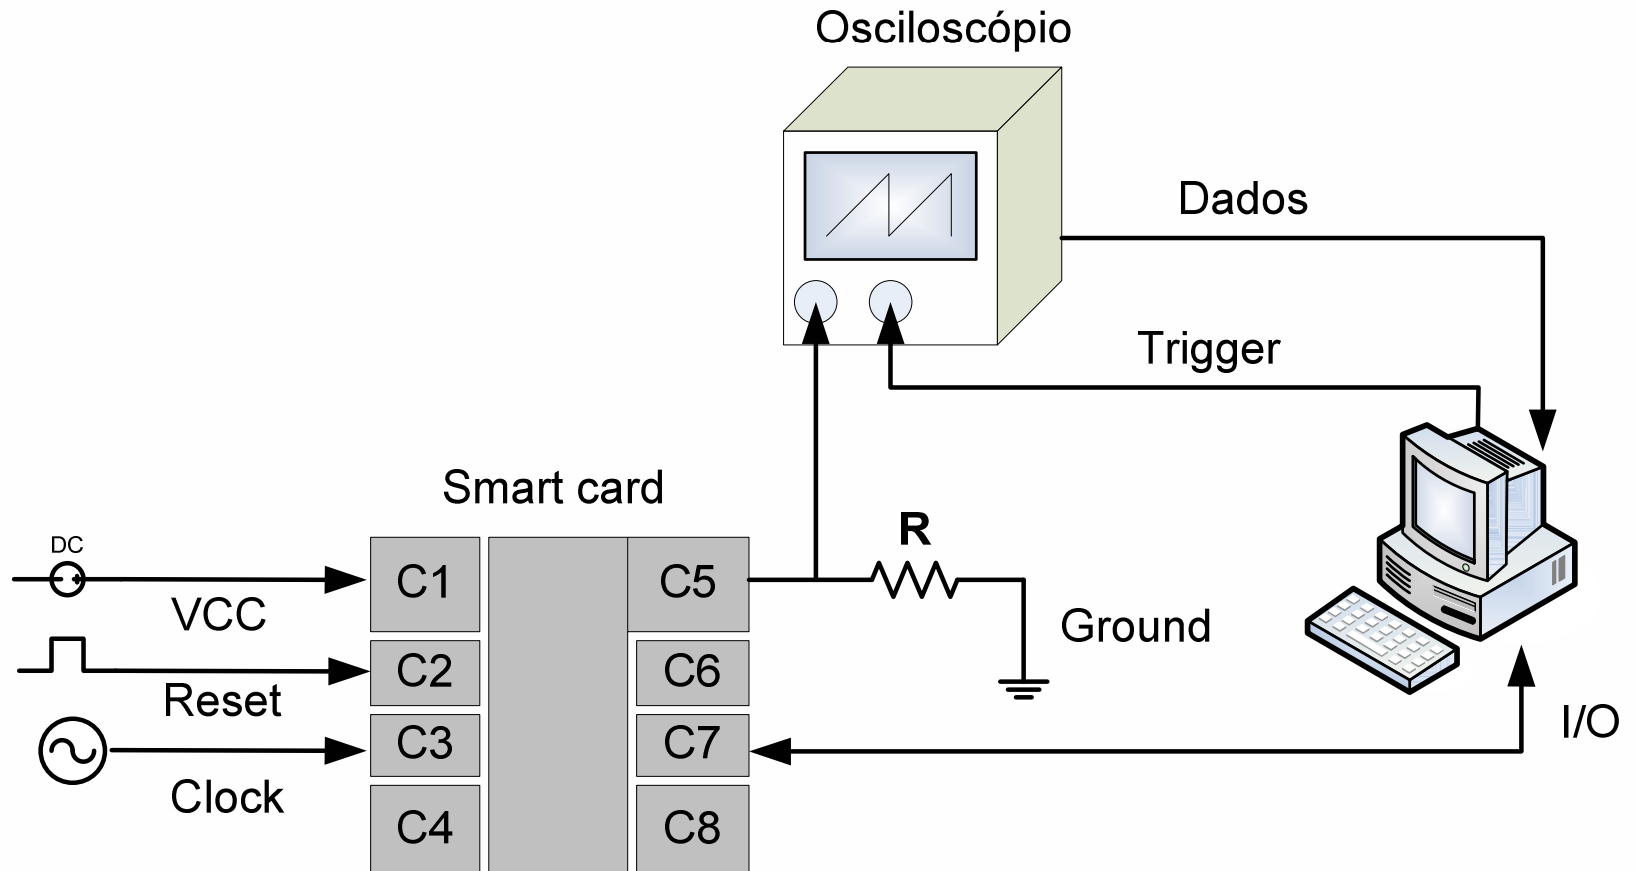 Osciloscópio
Dados
Trigger
Smart card
R
DC
VCC
C1
C5
Ground
Reset
C2
C6
Clock
C3
C7
I/O
C4
C8